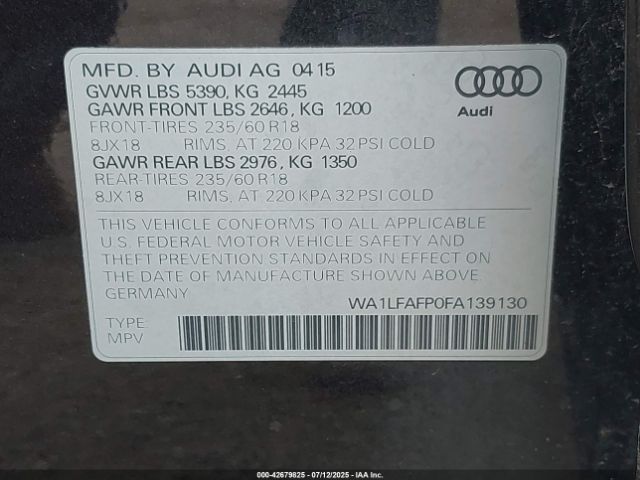 MFD. BY AUDI AG 04 15
GVWR LBS 5390, KG 2445
GAWR FRONT LBS 2646, KG 1200
FRONT-TIRES 235/60 R18
8JX18 RIMS, AT 220 KPA 32 PSI COLD
GAWR REAR LBS 2976, KG 1350
REAR-TIRES 235/60 R18
8JX18 RIMS, AT 220 KPA 32 PSI COLD
Audi
THIS VEHICLE CONFORMS TO ALL APPLICABLE
U.S. FEDERAL MOTOR VEHICLE SAFETY AND
THEFT PREVENTION STANDARDS IN EFFECT ON
THE DATE OF MANUFACTURE SHOWN ABOVE.
GERMANY
WA1LFAFP0FA139130
TYPE:
MPV
000-42679825 - 07/12/2025 - IAA Inc.